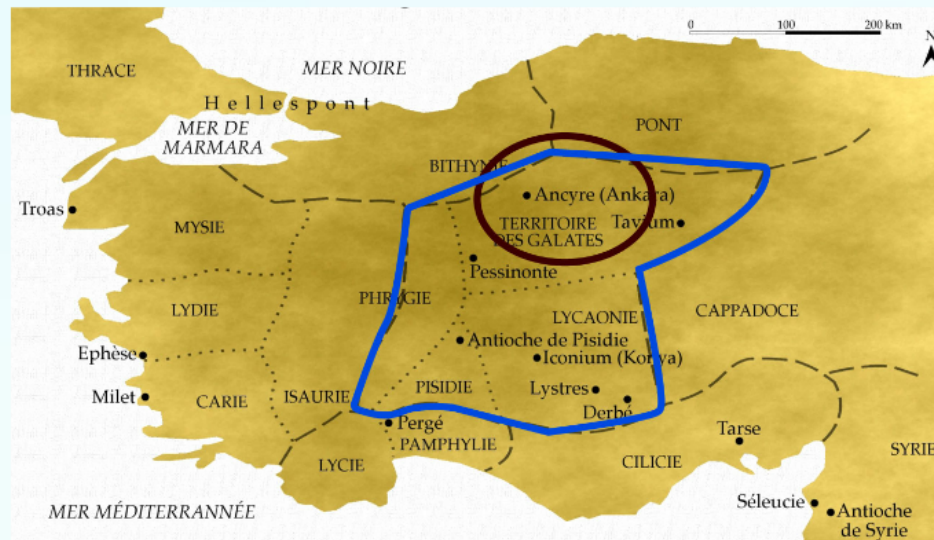 0 100 200 km
N
THRACE
MER NOIRE
Hellespont
MER DE
MARMARA
PONT
BITHYNIE
Troas
Ancyre (Ankara)
MYSIE
TERRITOIRE
DES GALATES
Tavium
Pessinonte
PHRYGIE
LYDIE
LYCAONIE
CAPPADOCE
Antioche de Pisidie
Ephèse
Iconium (Konya)
Milet
CARIE
ISAURIE
PISIDIE
Lystres
Derbé
Pergé
PAMPHYLIE
Tarse
LYCIE
CILICIE
SYRIE
MER MÉDITERRANNÉE
Séleucie
Antioche
de Syrie